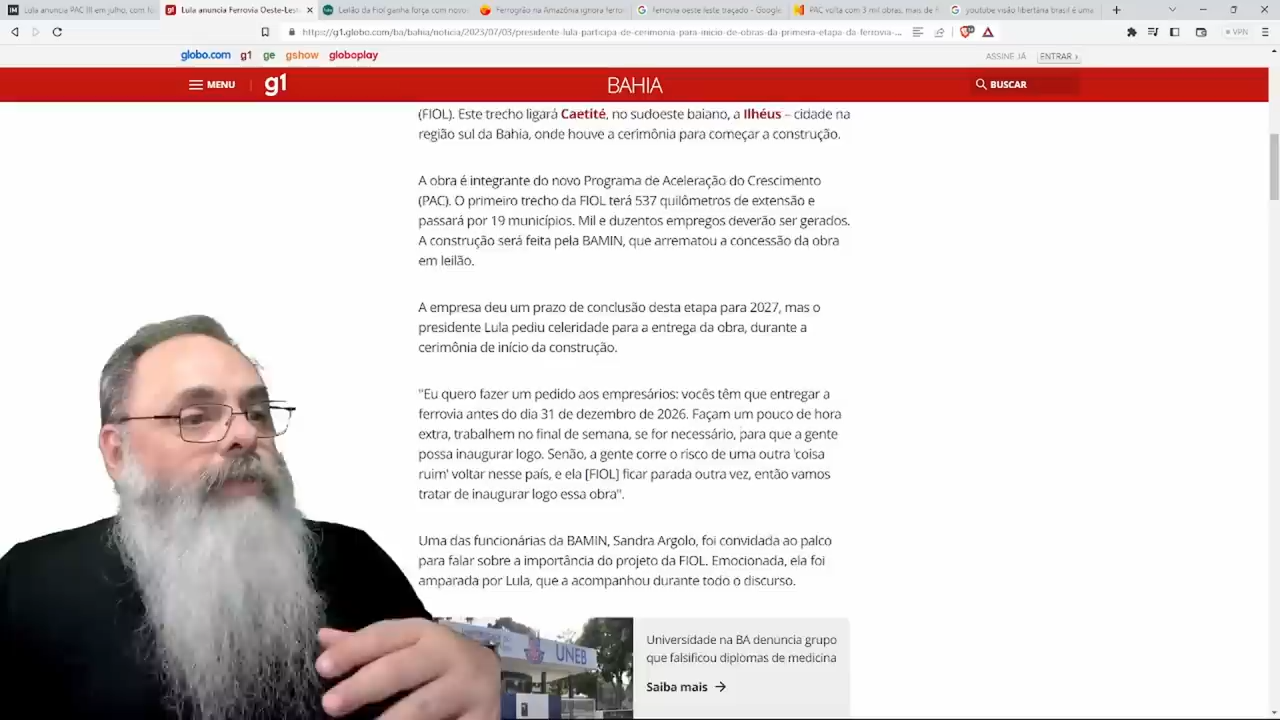 Lula anuncia PAC III em julho, com lu
Lula anuncia Ferrovia Oeste-Lest
Leilão da Fiol ganha força com novo
Ferrogrão na Amazônia ignora terro
ferrovia oeste leste traçado - Google
PAC volta com 3 mil obras, mais de R
youtube visão libertária brasil é uma
https://g1.globo.com/ba/bahia/noticia/2023/07/03/presidente-lula-participa-de-cerimonia-para-inicio-de-obras-da-primeira-etapa-da-ferrovia-...
VPN
globo.com g1 ge gshow globoplay
ASSINE JÁ ENTRAR ›
MENU g1 BAHIA BUSCAR
(FIOL). Este trecho ligará Caetité, no sudoeste baiano, a Ilhéus – cidade na
região sul da Bahia, onde houve a cerimônia para começar a construção.
A obra é integrante do novo Programa de Aceleração do Crescimento
(PAC). O primeiro trecho da FIOL terá 537 quilômetros de extensão e
passará por 19 municípios. Mil e duzentos empregos deverão ser gerados.
A construção será feita pela BAMIN, que arrematou a concessão da obra
em leilão.
A empresa deu um prazo de conclusão desta etapa para 2027, mas o
presidente Lula pediu celeridade para a entrega da obra, durante a
cerimônia de início da construção.
"Eu quero fazer um pedido aos empresários: vocês têm que entregar a
ferrovia antes do dia 31 de dezembro de 2026. Façam um pouco de hora
extra, trabalhem no final de semana, se for necessário, para que a gente
possa inaugurar logo. Senão, a gente corre o risco de uma outra 'coisa
ruim' voltar nesse país, e ela [FIOL] ficar parada outra vez, então vamos
tratar de inaugurar logo essa obra".
Uma das funcionárias da BAMIN, Sandra Argolo, foi convidada ao palco
para falar sobre a importância do projeto da FIOL. Emocionada, ela foi
amparada por Lula, que a acompanhou durante todo o discurso.
UNEB
Universidade na BA denuncia grupo
que falsificou diplomas de medicina
Saiba mais →